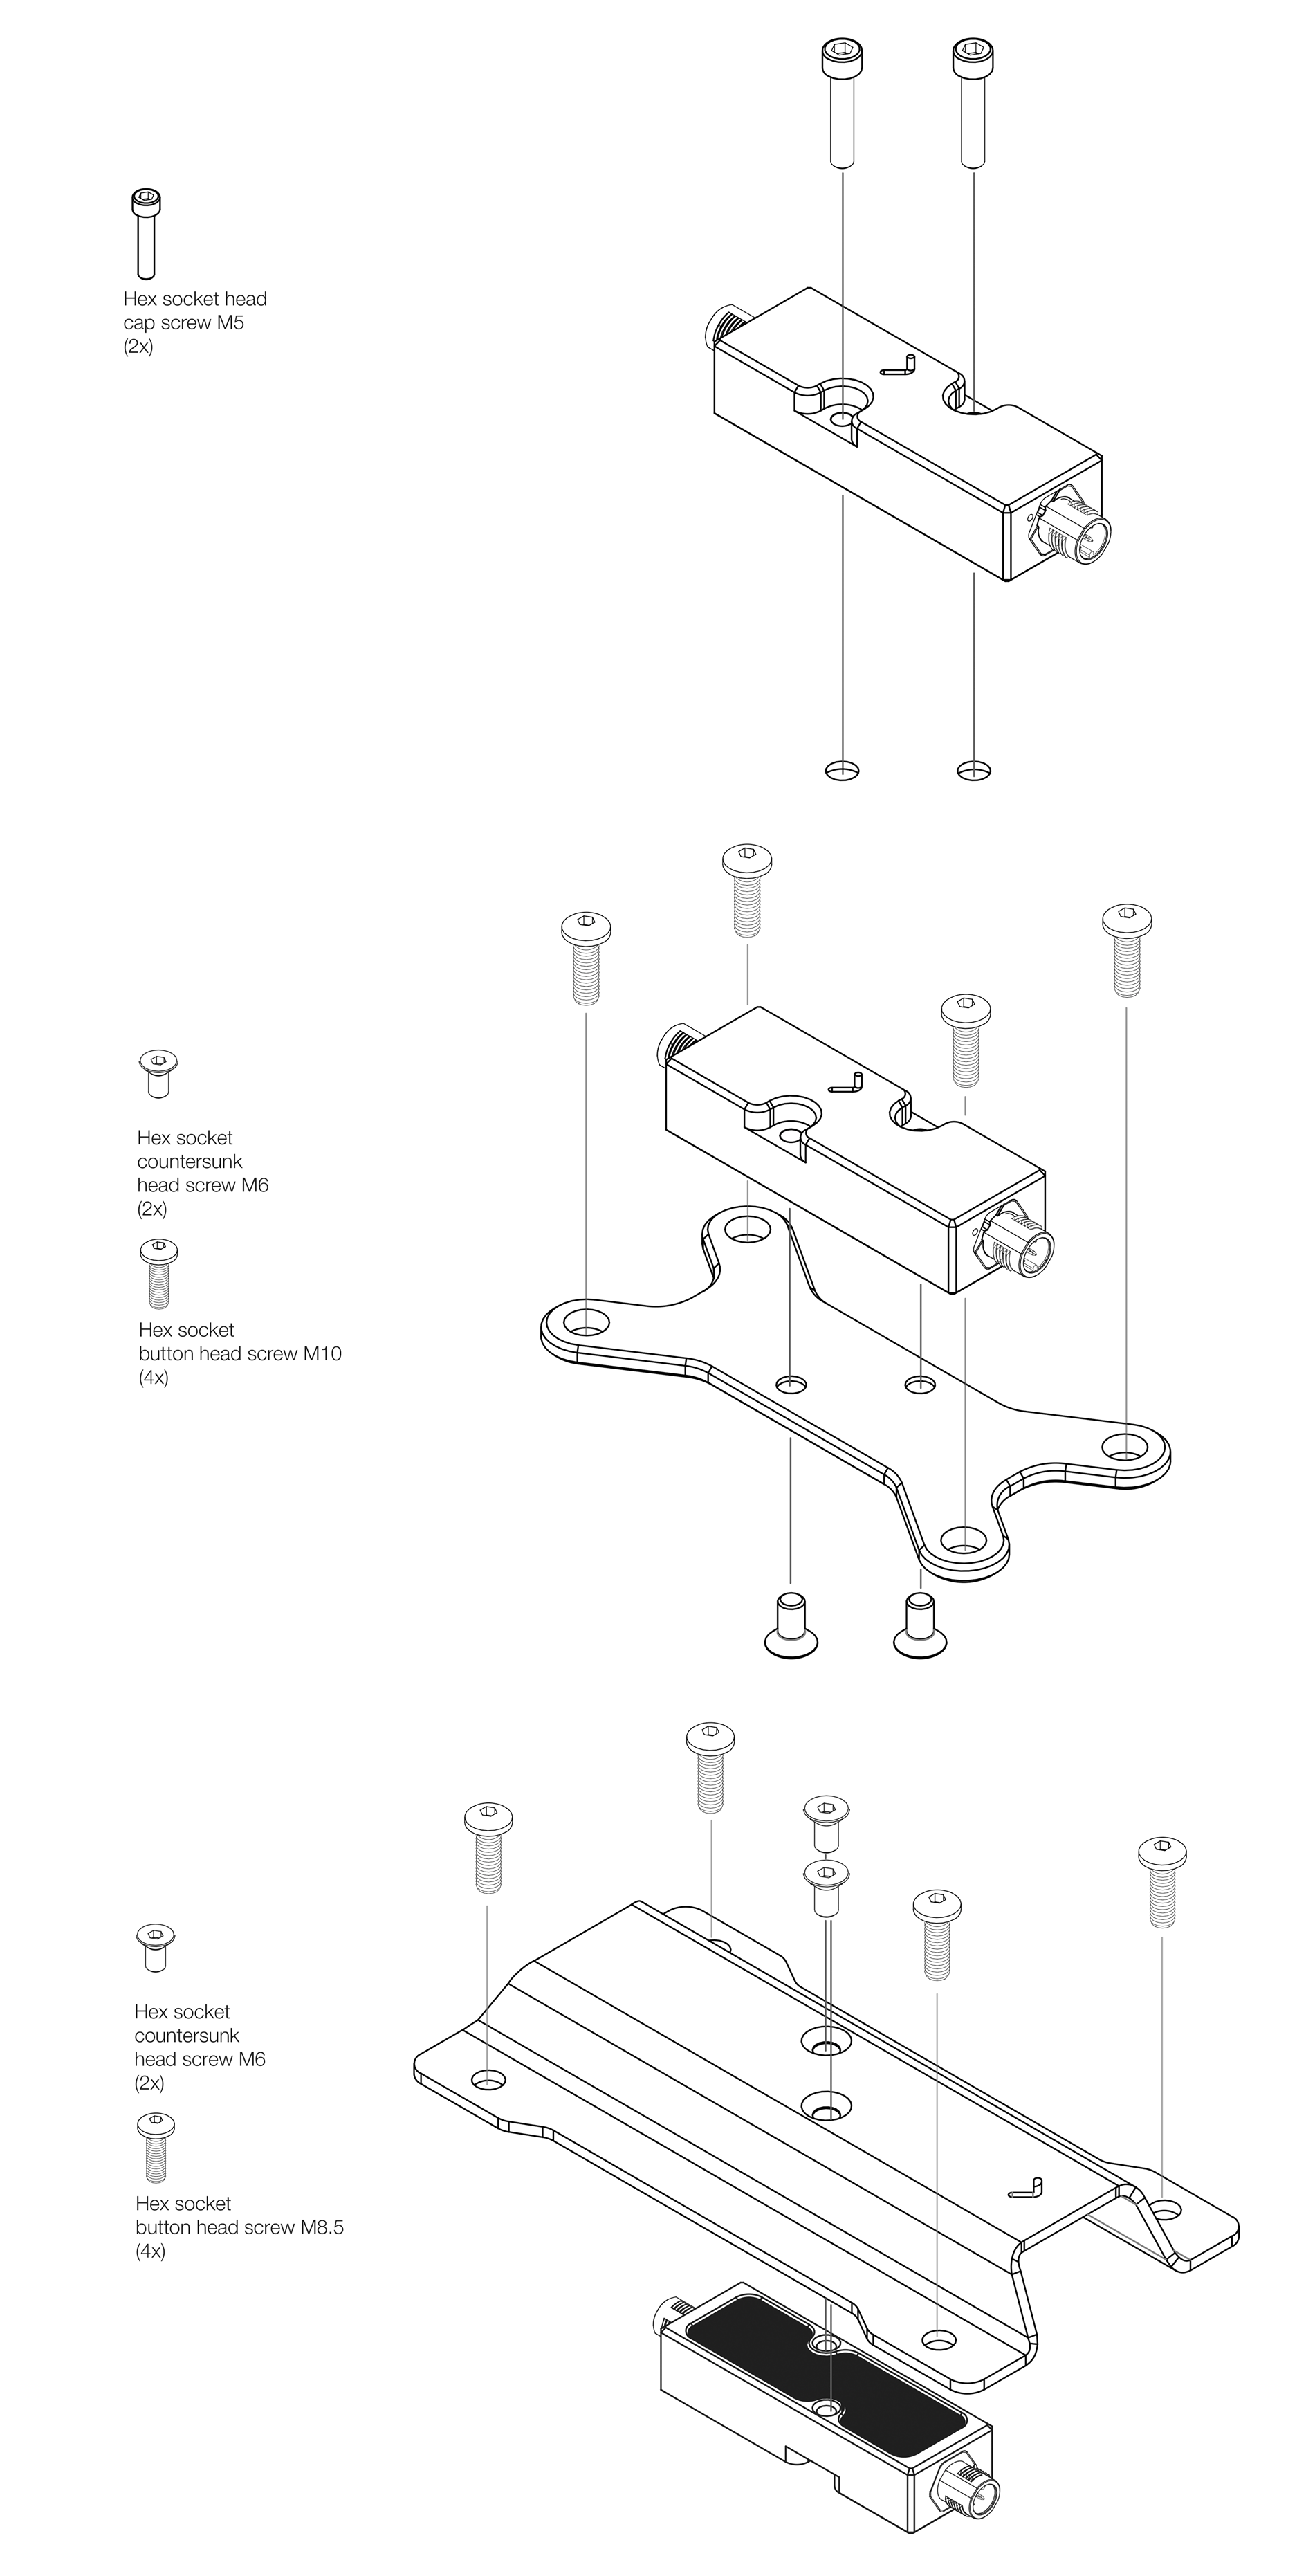 Hex socket head
cap screw M5
(2x)
Hex socket
countersunk
head screw M6
(2x)
Hex socket
button head screw M10
(4x)
Hex socket
countersunk
head screw M6
(2x)
Hex socket
button head screw M8.5
(4x)